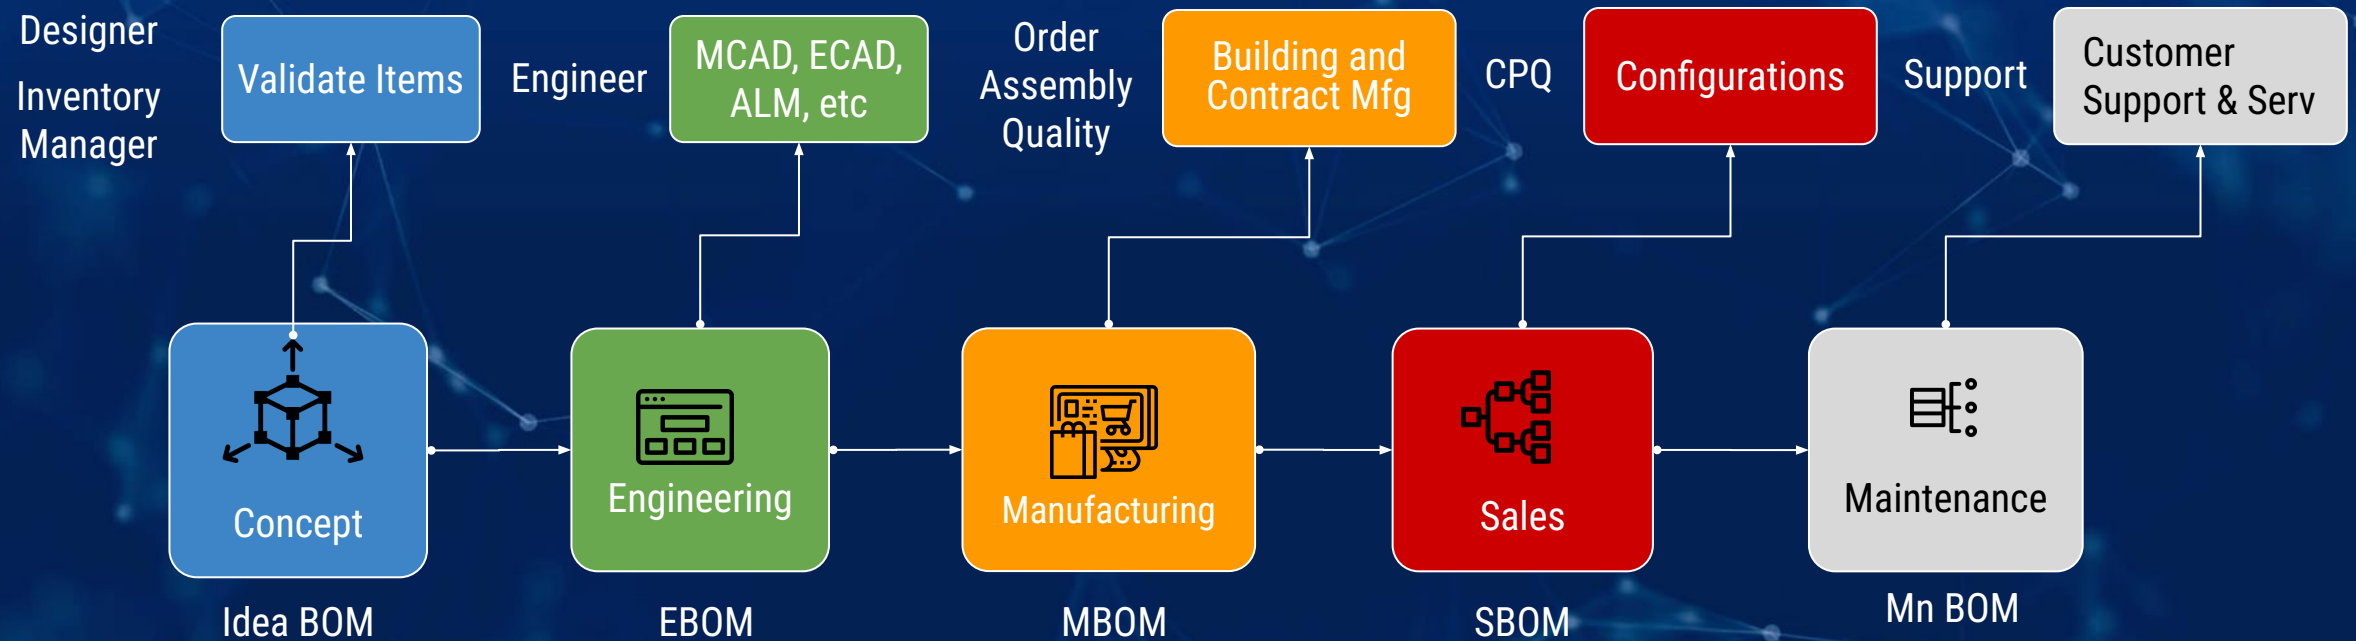 Designer
Inventory
Manager
Validate Items
Engineer
MCAD, ECAD,
ALM, etc
Order
Assembly
Quality
Building and
Contract Mfg
CPQ
Configurations
Support
Customer
Support & Serv
Concept
Engineering
Manufacturing
Sales
Maintenance
Idea BOM
EBOM
MBOM
SBOM
Mn BOM